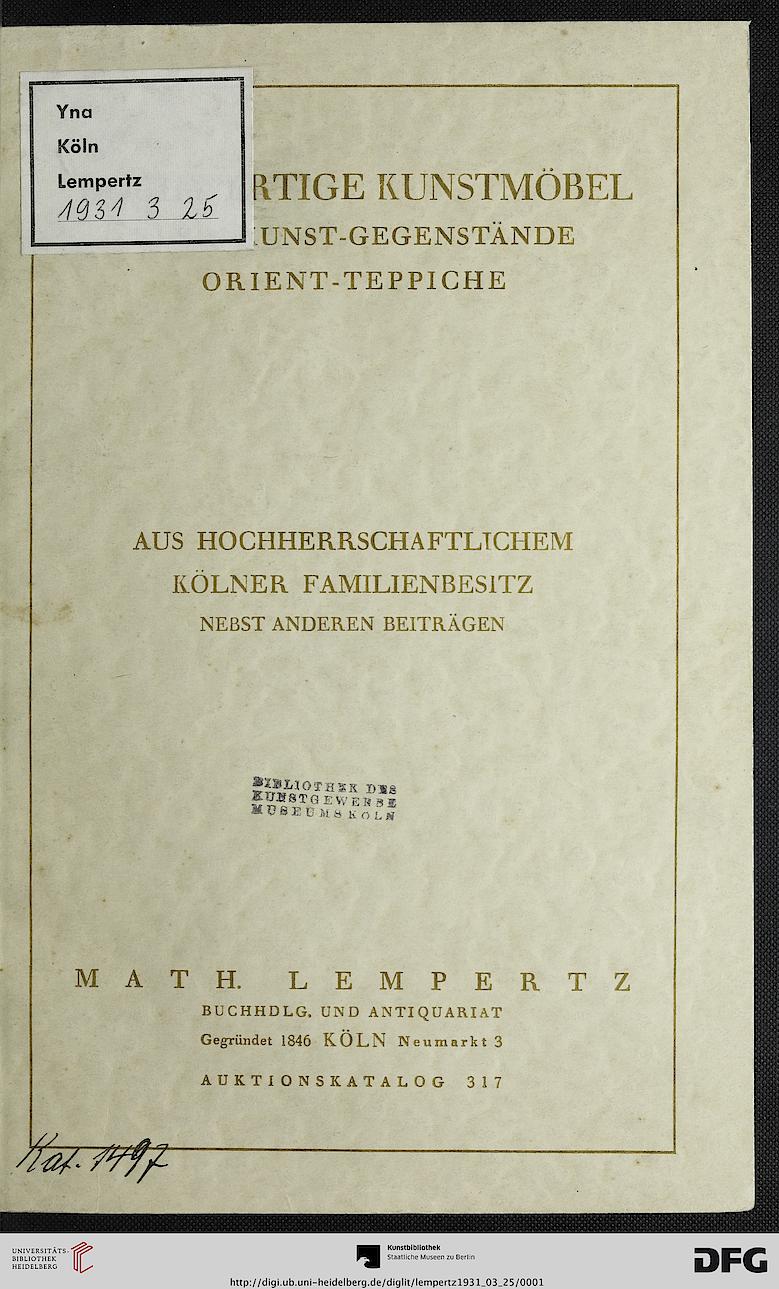 Yna
Köln
Lempertz
1931 3 25
RTIGE KUNSTMÖBEL
UNST-GEGENSTÄNDE
ORIENT-TEPPICHE
AUS HOCHHERRSCHAFTLICHEM
KÖLNER FAMILIENBESITZ
NEBST ANDEREN BEITRÄGEN
BIBLIOTHEK DES
KUNSTGEWERBE
MUSEUMS KÖLN
MATH. LEMPERTZ
BUCHHDLG. UND ANTIQUARIAT
Gegründet 1846 KÖLN Neumarkt 3
AUKTIONSKATALOG 317
Kat. 1497
UNIVERSITÄTS-
BIBLIOTHEK
HEIDELBERG
Kunstbibliothek
Staatliche Museen zu Berlin
DFG
http://digi.ub.uni-heidelberg.de/diglit/lempertz1931_03_25/0001